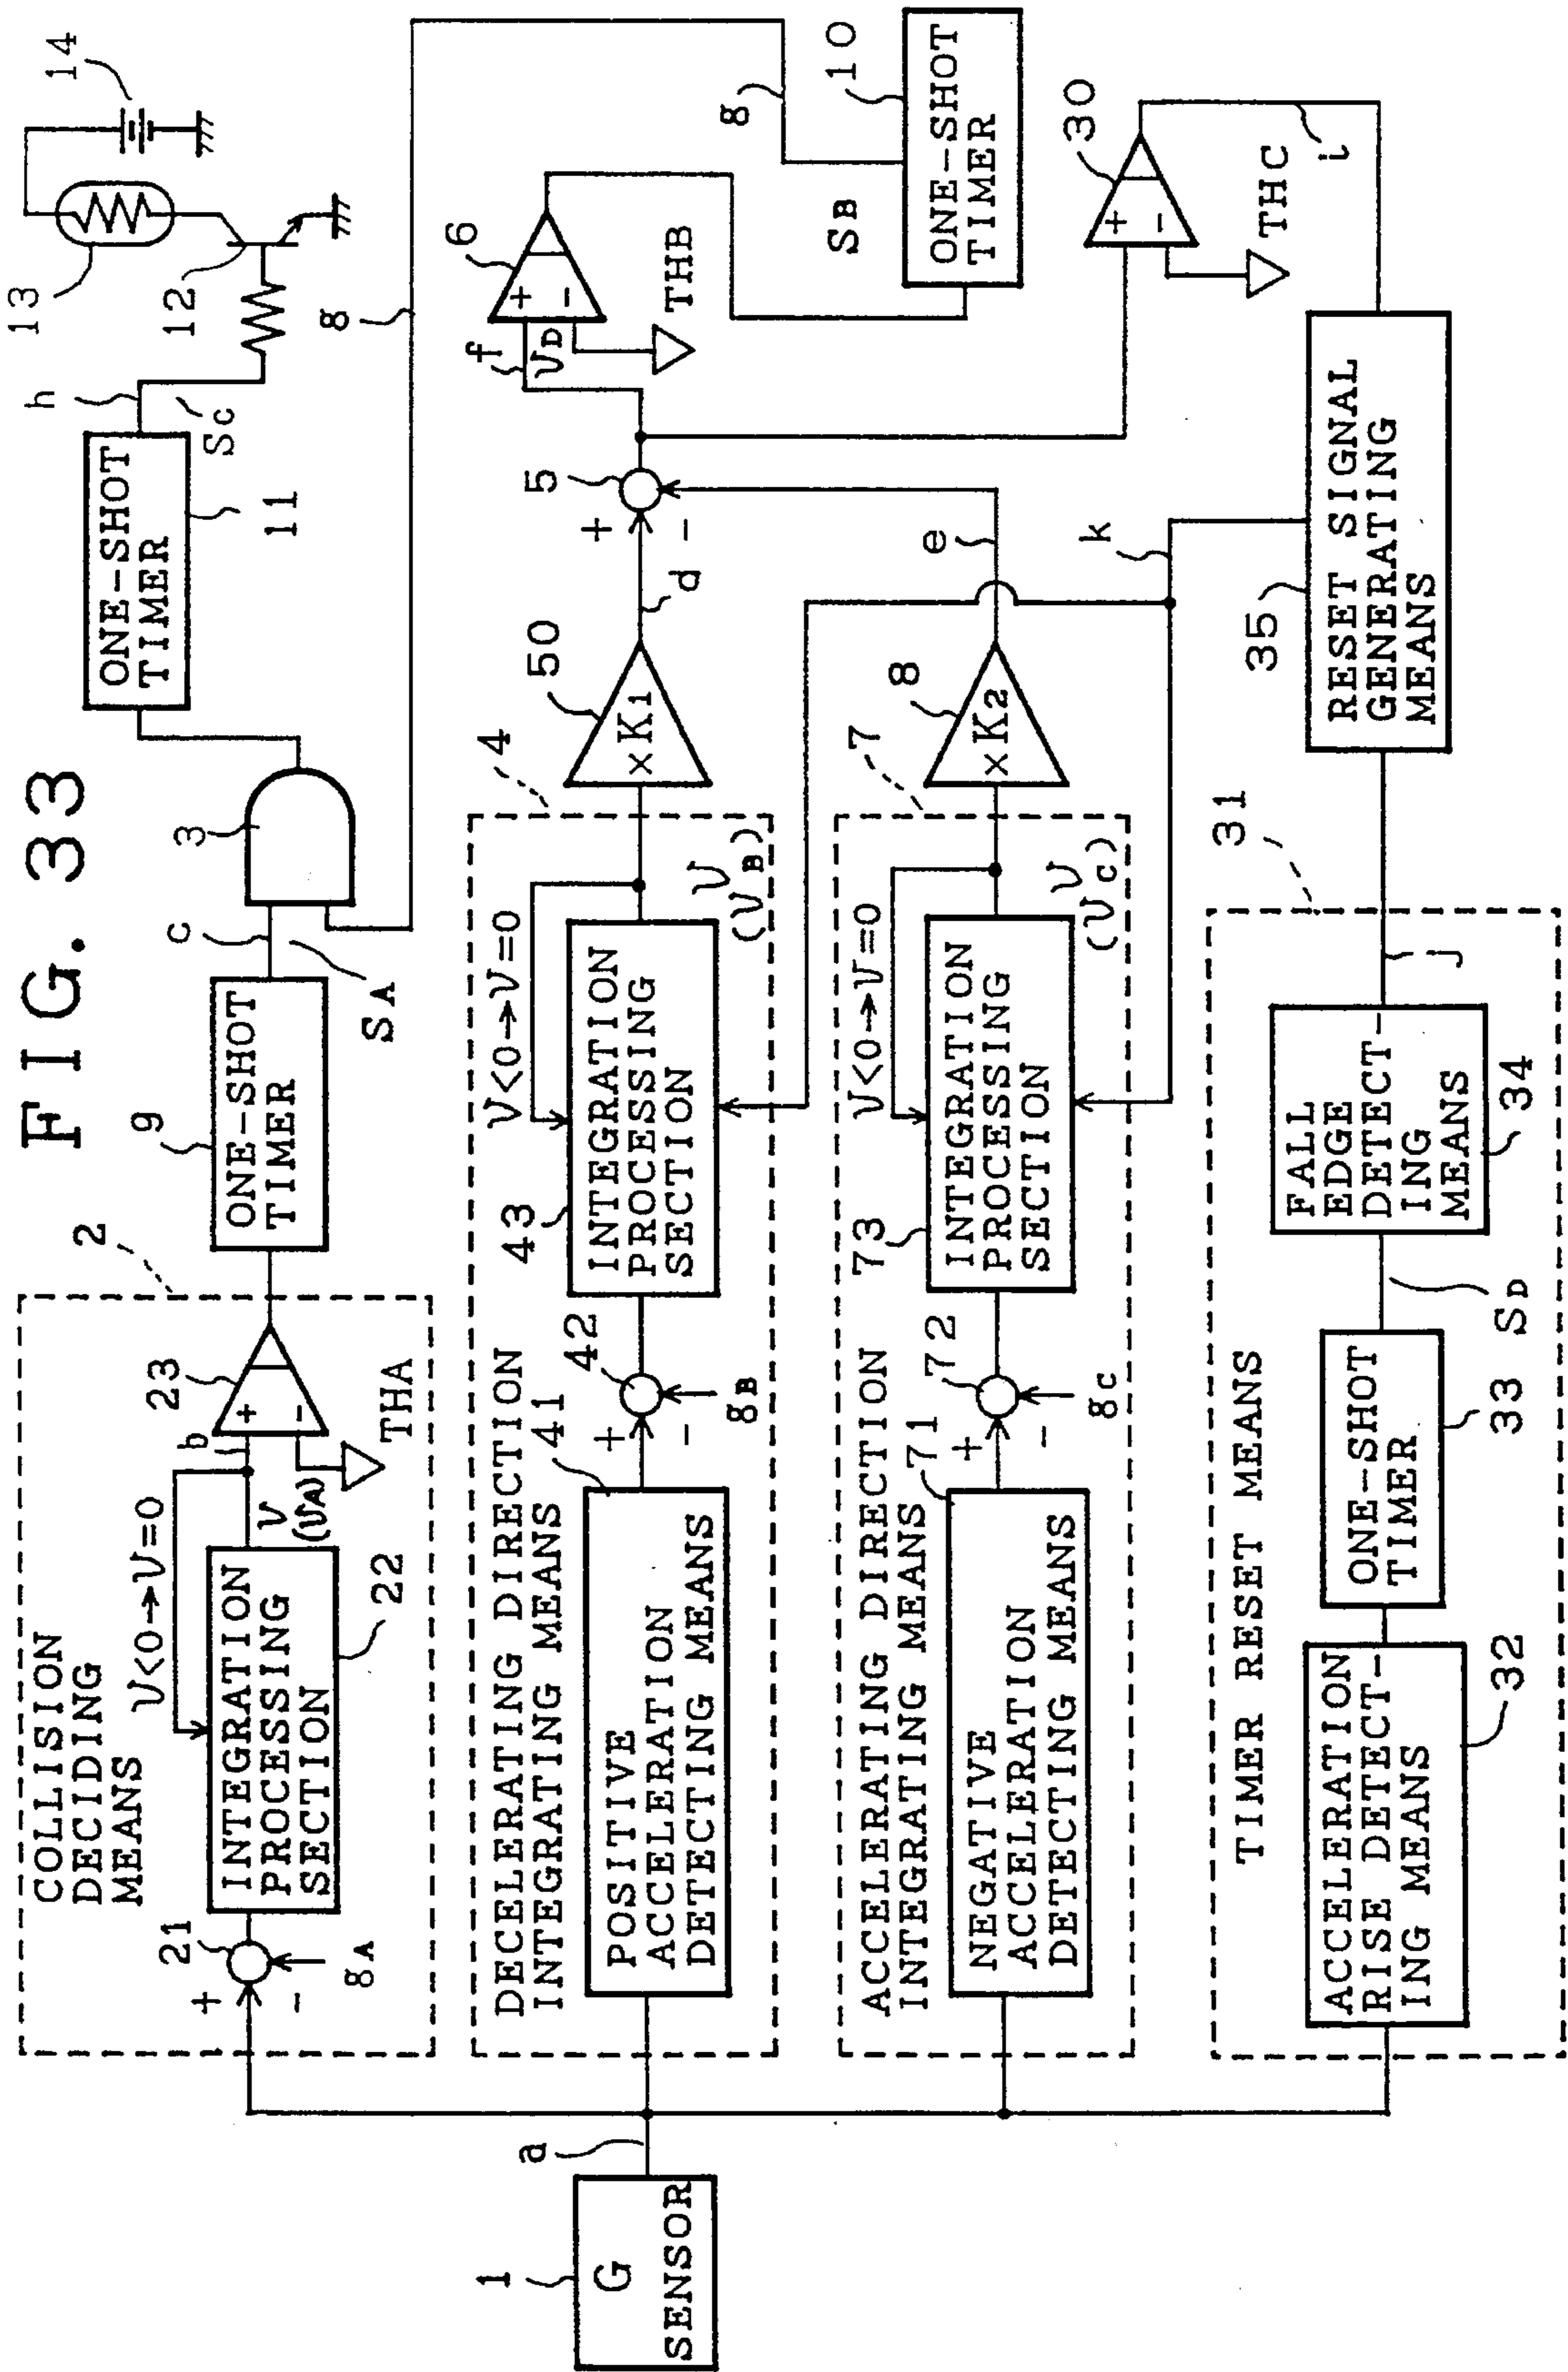 FIG. 33
1
G
SENSOR
a
COLLISION
DECIDING
MEANS
2
21
+
-
gA
INTEGRATION
PROCESSING
SECTION
22
V<0→V=0
V
(VA)
b
23
+
-
THA
9
ONE-SHOT
TIMER
c
SA
3
ONE-SHOT
TIMER
11
h
Sc
12
13
14
g
DECELERATING DIRECTION
INTEGRATING MEANS
4
POSITIVE
ACCELERATION
DETECTING MEANS
41
42
+
-
gB
43
INTEGRATION
PROCESSING
SECTION
V<0→V=0
V
(VB)
50
×K1
d
5
+
-
f
VD
6
+
-
THB
g
10
SB
ONE-SHOT
TIMER
ACCELERATING DIRECTION
INTEGRATING MEANS
7
NEGATIVE
ACCELERATION
DETECTING MEANS
71
72
+
-
gC
73
INTEGRATION
PROCESSING
SECTION
V<0→V=0
V
(VC)
8
×K2
e
k
30
+
-
THC
i
TIMER RESET MEANS
31
ACCELERATION
RISE DETECT-
ING MEANS
32
ONE-SHOT
TIMER
33
SD
FALL
EDGE
DETECT-
ING
MEANS
34
j
35
RESET SIGNAL
GENERATING
MEANS